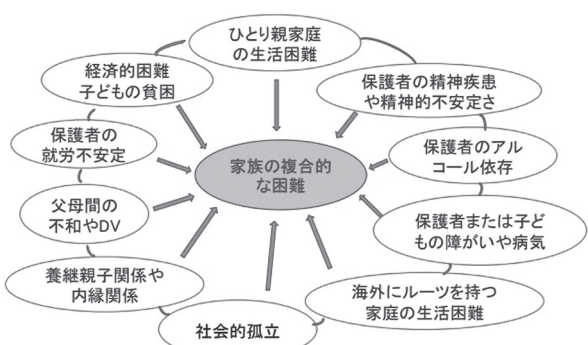 ひとり親家庭
の生活困難
経済的困難
子どもの貧困
保護者の精神疾患
や精神的不安定さ
保護者の
就労不安定
保護者のアル
コール依存
家族の複合的
な困難
父母間の
不和やDV
保護者または子ど
もの障がいや病気
養継親子関係や
内縁関係
海外にルーツを持つ
家庭の生活困難
社会的孤立